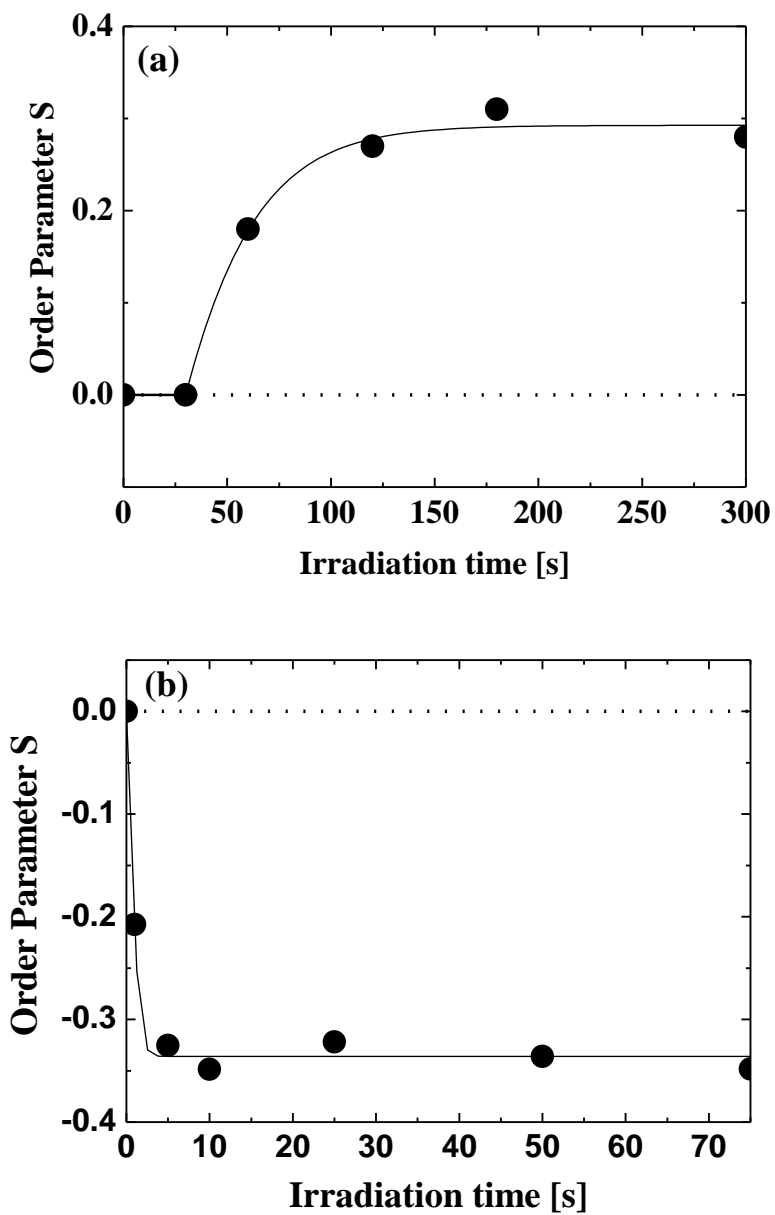 (a)
Order Parameter S
0.4
0.2
0.0
0 50 100 150 200 250 300
Irradiation time [s]
(b)
Order Parameter S
0.0
-0.1
-0.2
-0.3
-0.4
0 10 20 30 40 50 60 70
Irradiation time [s]